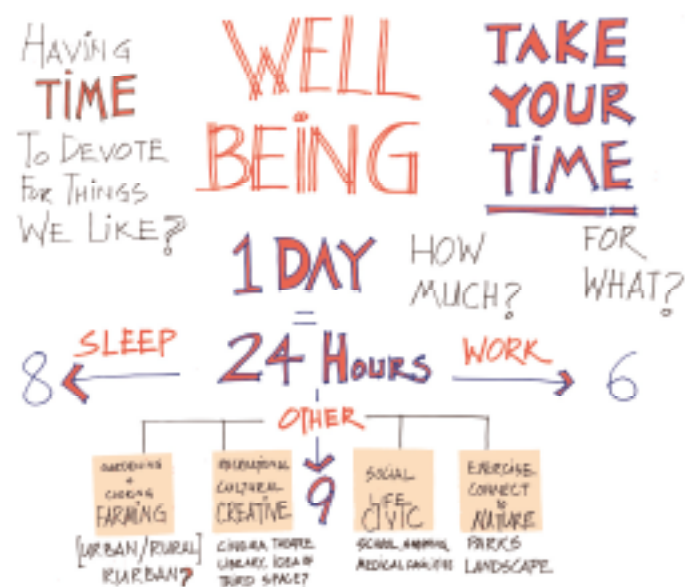 HAVING
TIME
TO DEVOTE
FOR THINGS
WE LIKE?
WELL
BEING
TAKE
YOUR
TIME
1 DAY
HOW
MUCH?
FOR
WHAT?
=
8
SLEEP
24 HOURS
WORK
6
OTHER
9
GARDENING
+
COOKING
FARMING
[URBAN/RURAL]
RURBAN?
RECREATIONAL
CULTURAL
CREATIVE
CINEMA, THEATRE
LIBRARY, IDEA OF
THIRD SPACE?
SOCIAL
LIFE
CIVIC
SCHOOL, SHOPPING
MEDICAL FACILITIES
EXERCISE
CONNECT
to
NATURE
PARKS
LANDSCAPE